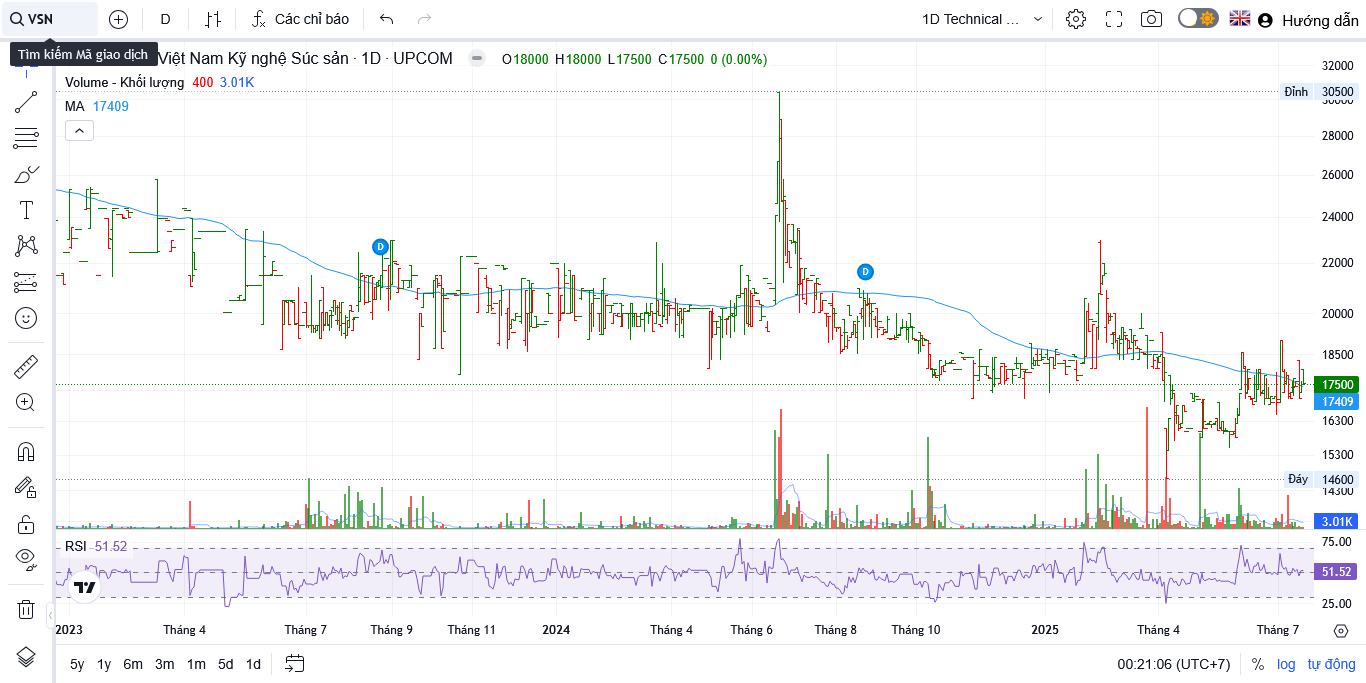 VSN
D
Các chỉ báo
1D Technical ...
Hướng dẫn
Tìm kiếm Mã giao dịch
Việt Nam Kỹ nghệ Súc sản · 1D · UPCOM
O18000 H18000 L17500 C17500 0 (0.00%)
Volume - Khối lượng 400 3.01K
MA 17409
32000
Đỉnh 30500
30000
28000
26000
24000
22000
20000
18500
17500
17409
16300
15300
Đáy 14600
14300
3.01K
D
D
RSI 51.52
75.00
51.52
25.00
2023 Tháng 4 Tháng 7 Tháng 9 Tháng 11 2024 Tháng 4 Tháng 6 Tháng 8 Tháng 10 2025 Tháng 4 Tháng 7
5y 1y 6m 3m 1m 5d 1d
00:21:06 (UTC+7) % log tự động